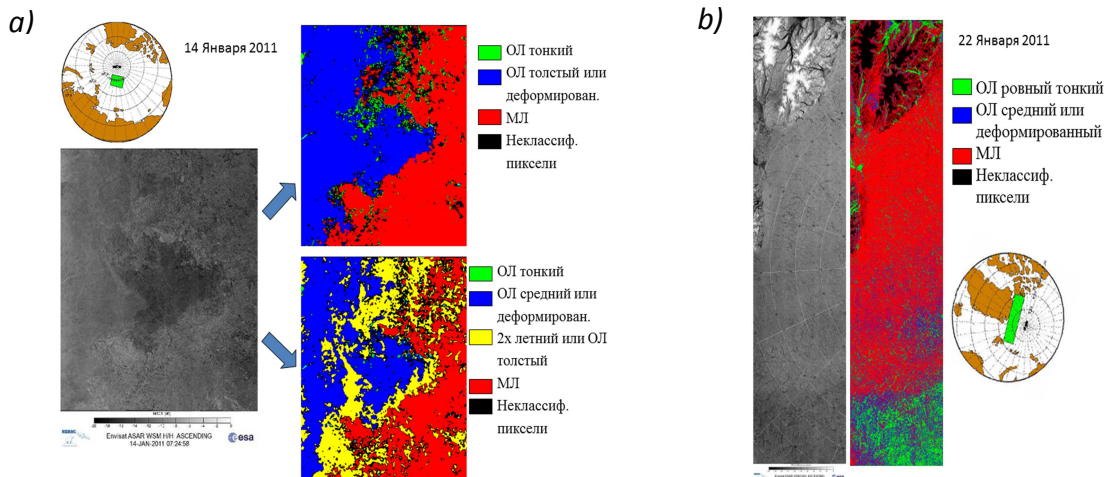 a)
14 Января 2011
ОЛ тонкий
ОЛ толстый или
деформирован.
МЛ
Неклассиф.
пиксели
ОЛ тонкий
ОЛ средний или
деформирован.
2х летний или ОЛ
толстый
МЛ
Неклассиф.
пиксели
Envisat ASAR WSM H/H ASCENDING
14-JAN-2011 07:24:58
esa
b)
22 Января 2011
ОЛ ровный тонкий
ОЛ средний или
деформированный
МЛ
Неклассиф.
пиксели